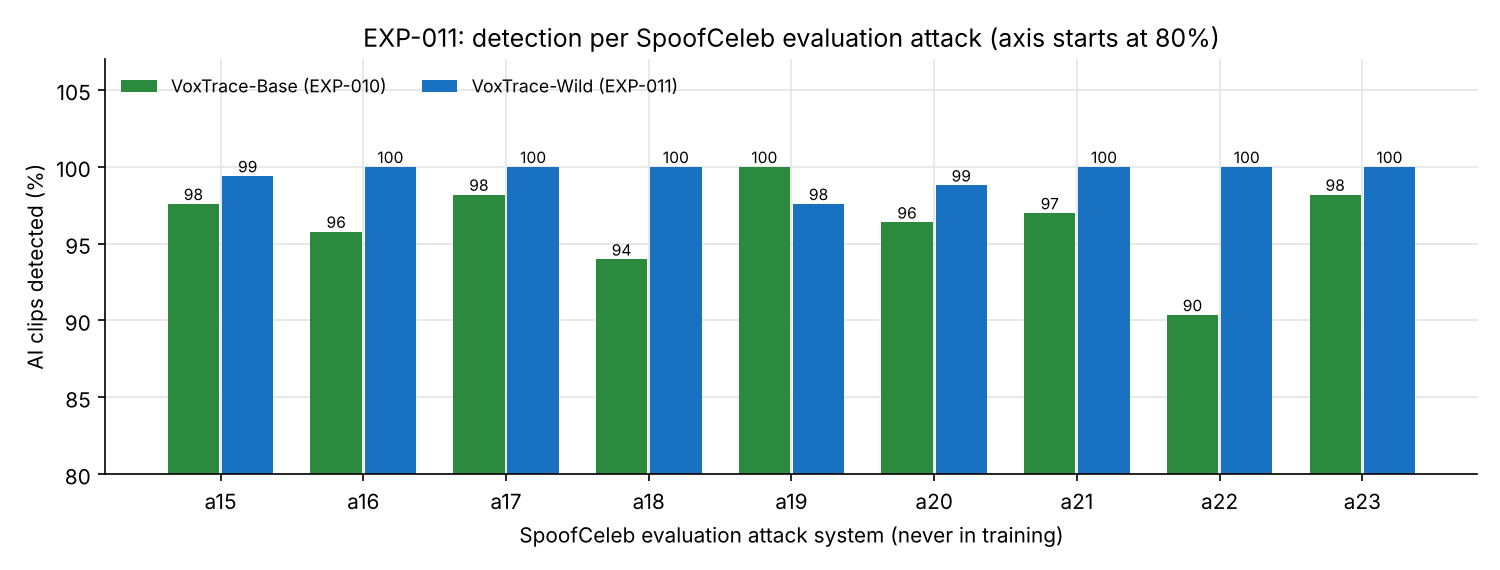 EXP-011: detection per SpoofCeleb evaluation attack (axis starts at 80%)
VoxTrace-Base (EXP-010) VoxTrace-Wild (EXP-011)
AI clips detected (%)
105
100
95
90
85
80
98 99 96 100 98 100 94 100 100 98 96 99 97 100 90 100 98 100
a15 a16 a17 a18 a19 a20 a21 a22 a23
SpoofCeleb evaluation attack system (never in training)